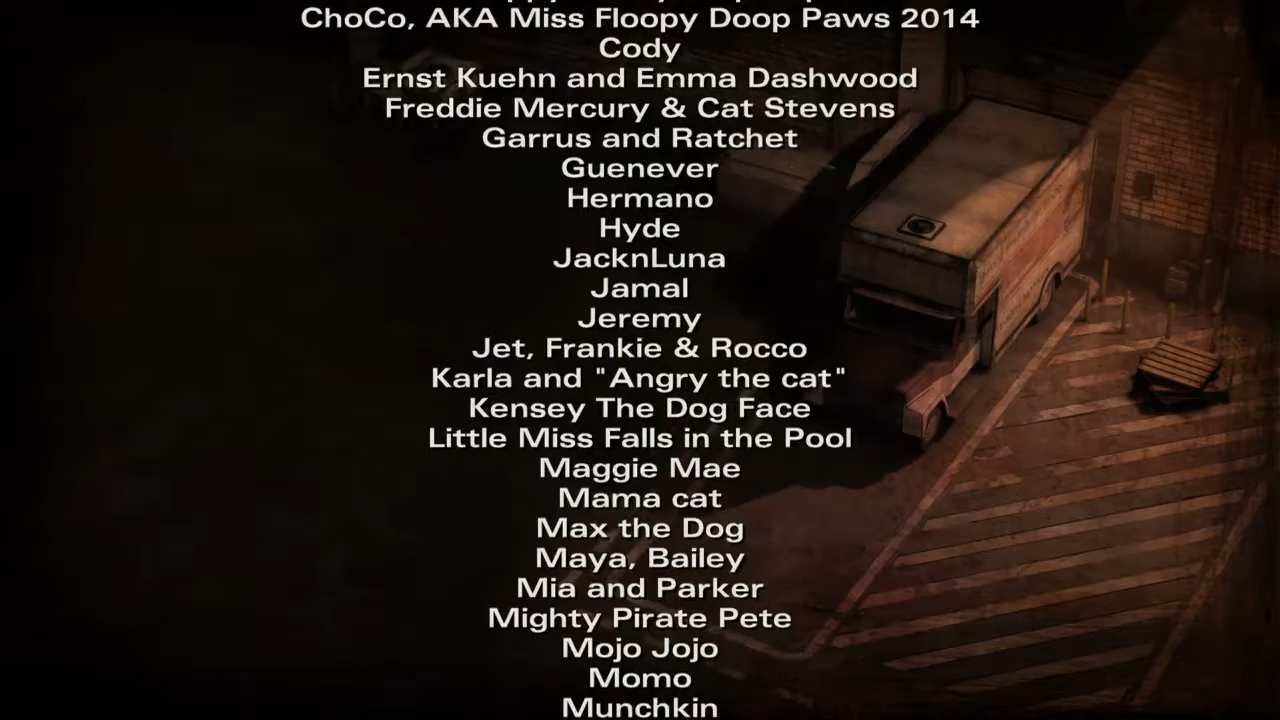 ChoCo, AKA Miss Floopy Doop Paws 2014
Cody
Ernst Kuehn and Emma Dashwood
Freddie Mercury & Cat Stevens
Garrus and Ratchet
Guenever
Hermano
Hyde
JacknLuna
Jamal
Jeremy
Jet, Frankie & Rocco
Karla and "Angry the cat"
Kensey The Dog Face
Little Miss Falls in the Pool
Maggie Mae
Mama cat
Max the Dog
Maya, Bailey
Mia and Parker
Mighty Pirate Pete
Mojo Jojo
Momo
Munchkin